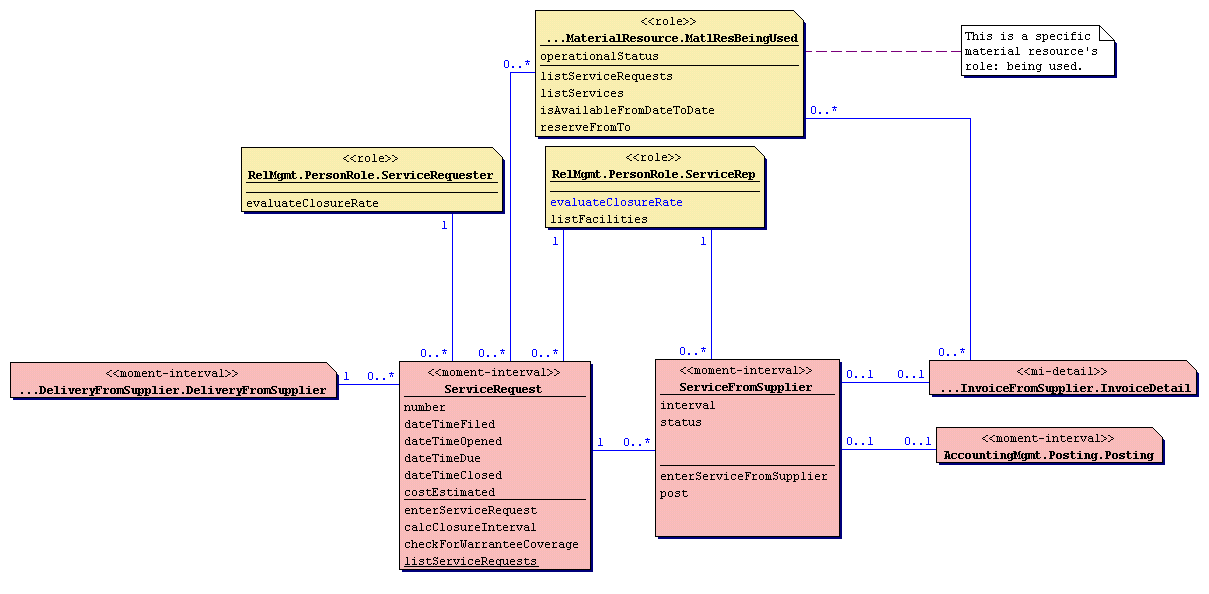 <<role>>
...MaterialResource.MatlResBeingUsed
operationalStatus
listServiceRequests
listServices
isAvailableFromDateToDate
reserveFromTo
This is a specific
material resource's
role: being used.
0..*
0..*
<<role>>
RelMgmt.PersonRole.ServiceRequester
evaluateClosureRate
<<role>>
RelMgmt.PersonRole.ServiceRep
evaluateClosureRate
listFacilities
1
1
1
0..*
0..*
0..*
0..*
0..*
<<moment-interval>>
...DeliveryFromSupplier.DeliveryFromSupplier
1
0..*
<<moment-interval>>
ServiceRequest
number
dateTimeFiled
dateTimeOpened
dateTimeDue
dateTimeClosed
costEstimated
enterServiceRequest
calcClosureInterval
checkForWarranteeCoverage
listServiceRequests
1
0..*
<<moment-interval>>
ServiceFromSupplier
interval
status
enterServiceFromSupplier
post
0..1
0..1
<<mi-detail>>
...InvoiceFromSupplier.InvoiceDetail
0..1
0..1
<<moment-interval>>
AccountingMgmt.Posting.Posting